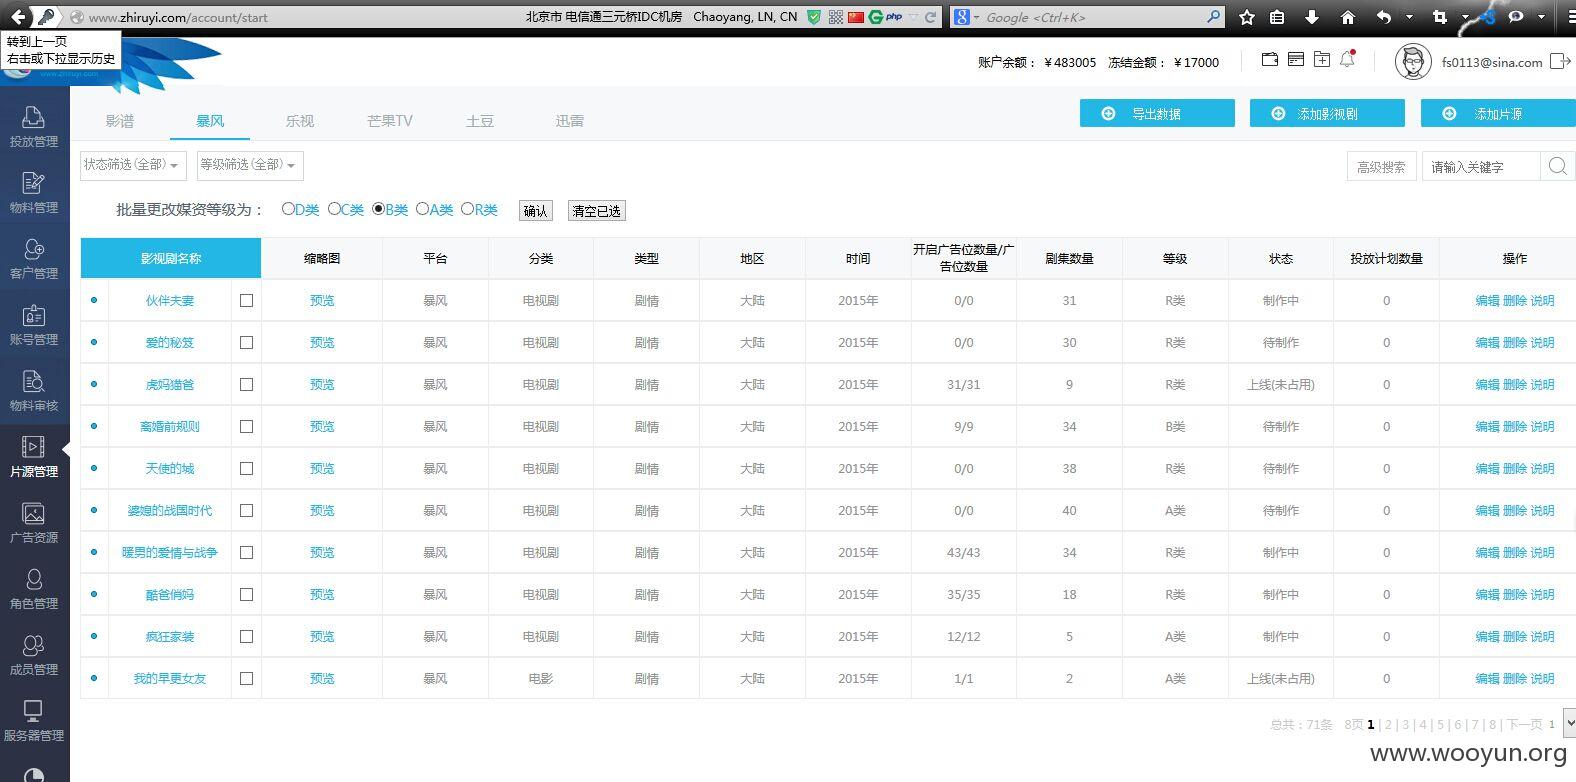 www.zhiruyi.com/account/start
北京市 电信通三元桥IDC机房 Chaoyang, LN, CN
php
Google <Ctrl+K>
转到上一页
右击或下拉显示历史
www.zhiruyi.com
账户余额：￥483005 冻结金额：￥17000
fs0113@sina.com
投放管理
物料管理
客户管理
账号管理
物料审核
片源管理
广告资源
角色管理
成员管理
服务器管理
影谱 暴风 乐视 芒果TV 土豆 迅雷
导出数据 添加影视剧 添加片源
状态筛选(全部) 等级筛选(全部)
高级搜索 请输入关键字
批量更改媒资等级为： D类 C类 B类 A类 R类 确认 清空已选
影视剧名称 缩略图 平台 分类 类型 地区 时间 开启广告位数量/广告位数量 剧集数量 等级 状态 投放计划数量 操作
伙伴夫妻 预览 暴风 电视剧 剧情 大陆 2015年 0/0 31 R类 制作中 0 编辑 删除 说明
爱的秘笈 预览 暴风 电视剧 剧情 大陆 2015年 0/0 30 R类 待制作 0 编辑 删除 说明
虎妈猫爸 预览 暴风 电视剧 剧情 大陆 2015年 31/31 9 R类 上线(未占用) 0 编辑 删除 说明
离婚前规则 预览 暴风 电视剧 剧情 大陆 2015年 9/9 34 B类 待制作 0 编辑 删除 说明
天使的城 预览 暴风 电视剧 剧情 大陆 2015年 0/0 38 R类 待制作 0 编辑 删除 说明
婆媳的战国时代 预览 暴风 电视剧 剧情 大陆 2015年 0/0 40 A类 待制作 0 编辑 删除 说明
暖男的爱情与战争 预览 暴风 电视剧 剧情 大陆 2015年 43/43 34 R类 制作中 0 编辑 删除 说明
酷爸俏妈 预览 暴风 电视剧 剧情 大陆 2015年 35/35 18 R类 制作中 0 编辑 删除 说明
疯狂家装 预览 暴风 电视剧 剧情 大陆 2015年 12/12 5 A类 制作中 0 编辑 删除 说明
我的早更女友 预览 暴风 电影 剧情 大陆 2015年 1/1 2 A类 上线(未占用) 0 编辑 删除 说明
总共：71条 8页 1 | 2 | 3 | 4 | 5 | 6 | 7 | 8 | 下一页 1
www.wooyun.org